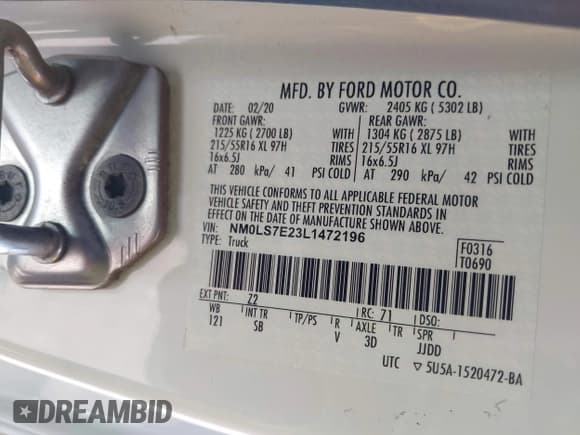 MFD. BY FORD MOTOR CO.
DATE: 02/20 GVWR: 2405 KG ( 5302 LB)
FRONT GAWR: REAR GAWR:
1225 KG ( 2700 LB) WITH 1304 KG ( 2875 LB) WITH
215/55R16 XL 97H TIRES 215/55R16 XL 97H TIRES
16x6.5J RIMS 16x6.5J RIMS
AT 280 kPa/ 41 PSI COLD AT 290 kPa/ 42 PSI COLD
THIS VEHICLE CONFORMS TO ALL APPLICABLE FEDERAL MOTOR
VEHICLE SAFETY AND THEFT PREVENTION STANDARDS IN
EFFECT ON THE DATE OF MANUFACTURE SHOWN ABOVE.
VIN: NM0LS7E23L1472196
TYPE: Truck
F0316
T0690
EXT PNT: Z2 RC: 71 DSO:
WB INT TR TP/PS R AXLE TR SPR
121 SB V 3D JJDD
UTC ▽ 5U5A-1520472-BA
DREAMBID